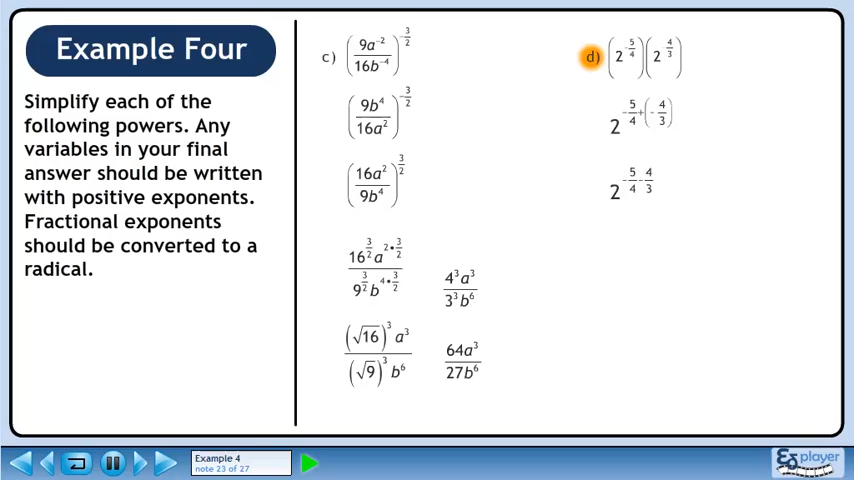 Example Four
Simplify each of the
following powers. Any
variables in your final
answer should be written
with positive exponents.
Fractional exponents
should be converted to a
radical.
c) (9a^-2 / 16b^-4)^(-3/2)
(9b^4 / 16a^2)^(-3/2)
(16a^2 / 9b^4)^(3/2)
16^(3/2) a^(2•3/2) / 9^(3/2) b^(4•3/2)
4^3 a^3 / 3^3 b^6
(√16)^3 a^3 / (√9)^3 b^6
64a^3 / 27b^6
d) (2^(-5/4))(2^(4/3))
2^(-5/4+(-4/3))
2^(-5/4-4/3)
Example 4
note 23 of 27
player